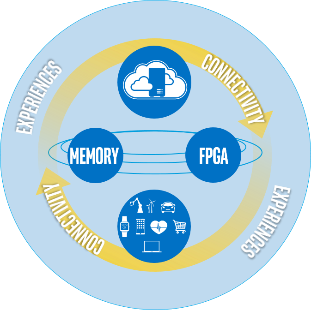 EXPERIENCES
CONNECTIVITY
MEMORY
FPGA
CONNECTIVITY
EXPERIENCES